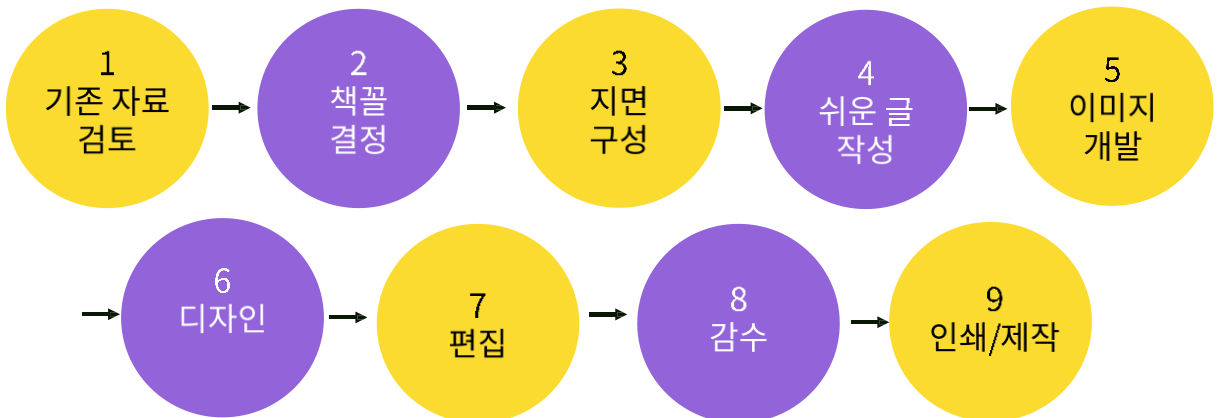 1
기존 자료
검토
2
책꼴
결정
3
지면
구성
4
쉬운 글
작성
5
이미지
개발
6
디자인
7
편집
8
감수
9
인쇄/제작